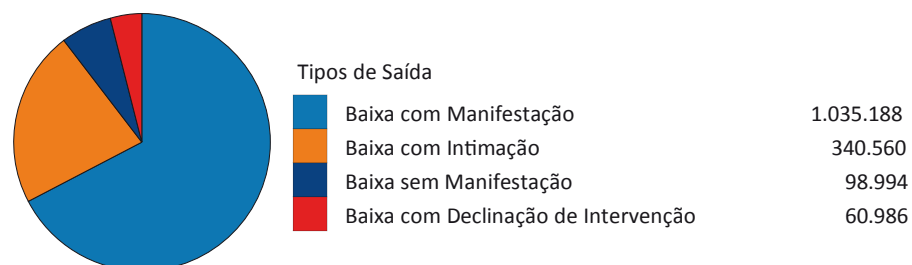 Tipos de Saída
Baixa com Manifestação 1.035.188
Baixa com Intimação 340.560
Baixa sem Manifestação 98.994
Baixa com Declinação de Intervenção 60.986